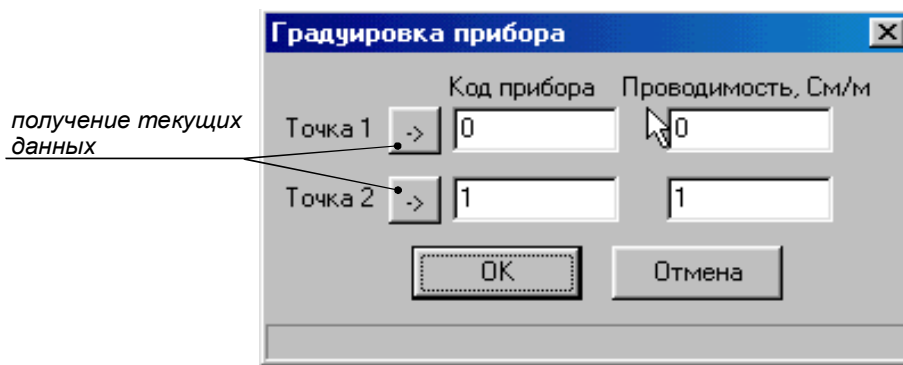 Градуировка прибора
Код прибора Проводимость, См/м
получение текущих
данных
Точка 1 -> 0 0
Точка 2 -> 1 1
OK Отмена